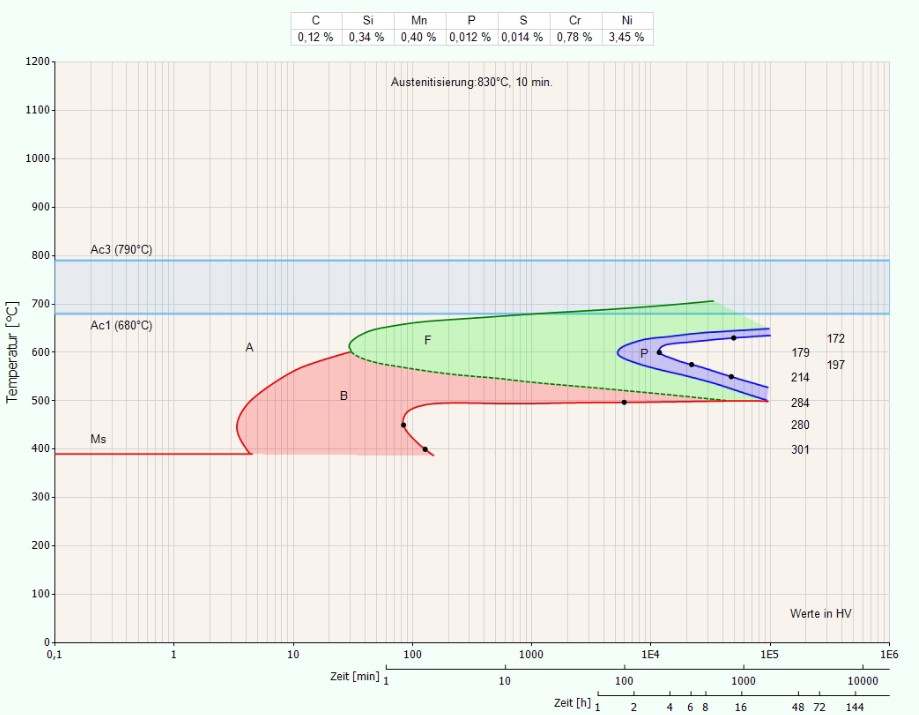 C Si Mn P S Cr Ni
0,12 % 0,34 % 0,40 % 0,012 % 0,014 % 0,78 % 3,45 %
1200
Austenitisierung:830°C, 10 min.
1100
1000
900
Ac3 (790°C)
800
700
Ac1 (680°C)
Temperatur [°C]
A
F
P
172
600
179
197
B
214
500
284
280
Ms
400
301
300
200
100
Werte in HV
0
0,1 1 10 100 1000 1E4 1E5 1E6
Zeit [min] 1 10 100 1000 10000
Zeit [h] 1 2 4 6 8 16 48 72 144